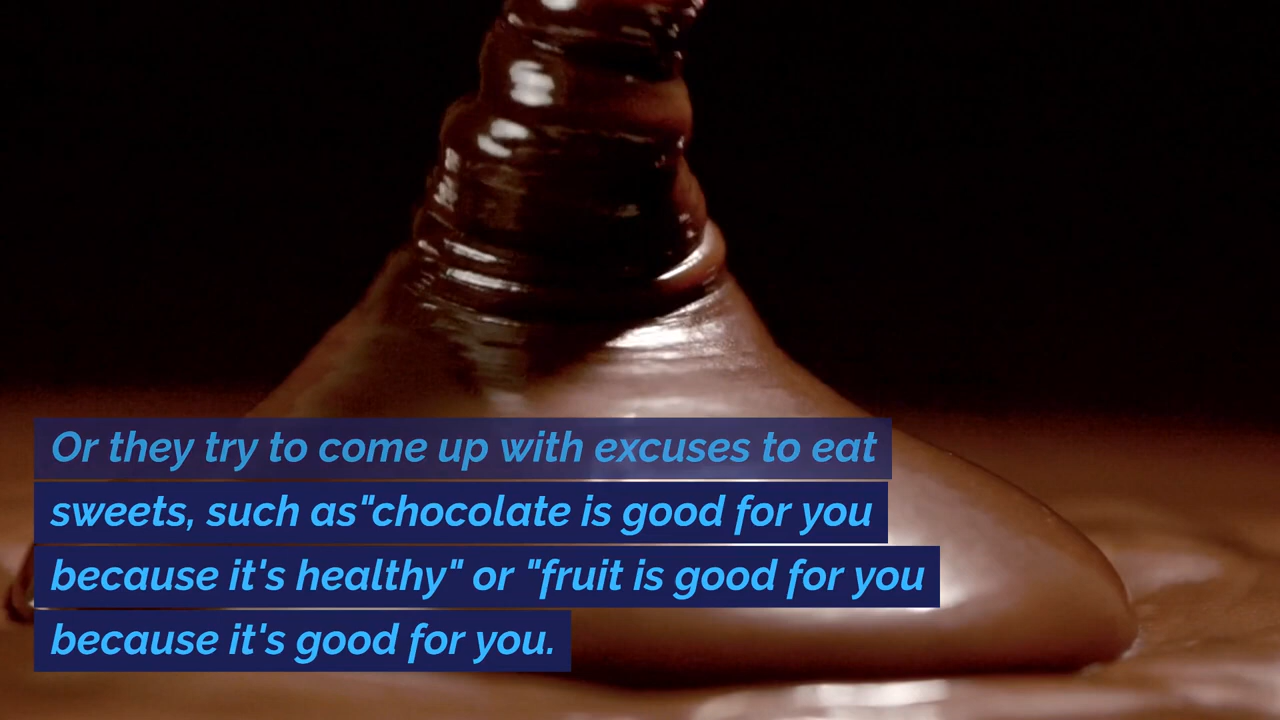 Or they try to come up with excuses to eat
sweets, such as"chocolate is good for you
because it's healthy" or "fruit is good for you
because it's good for you.